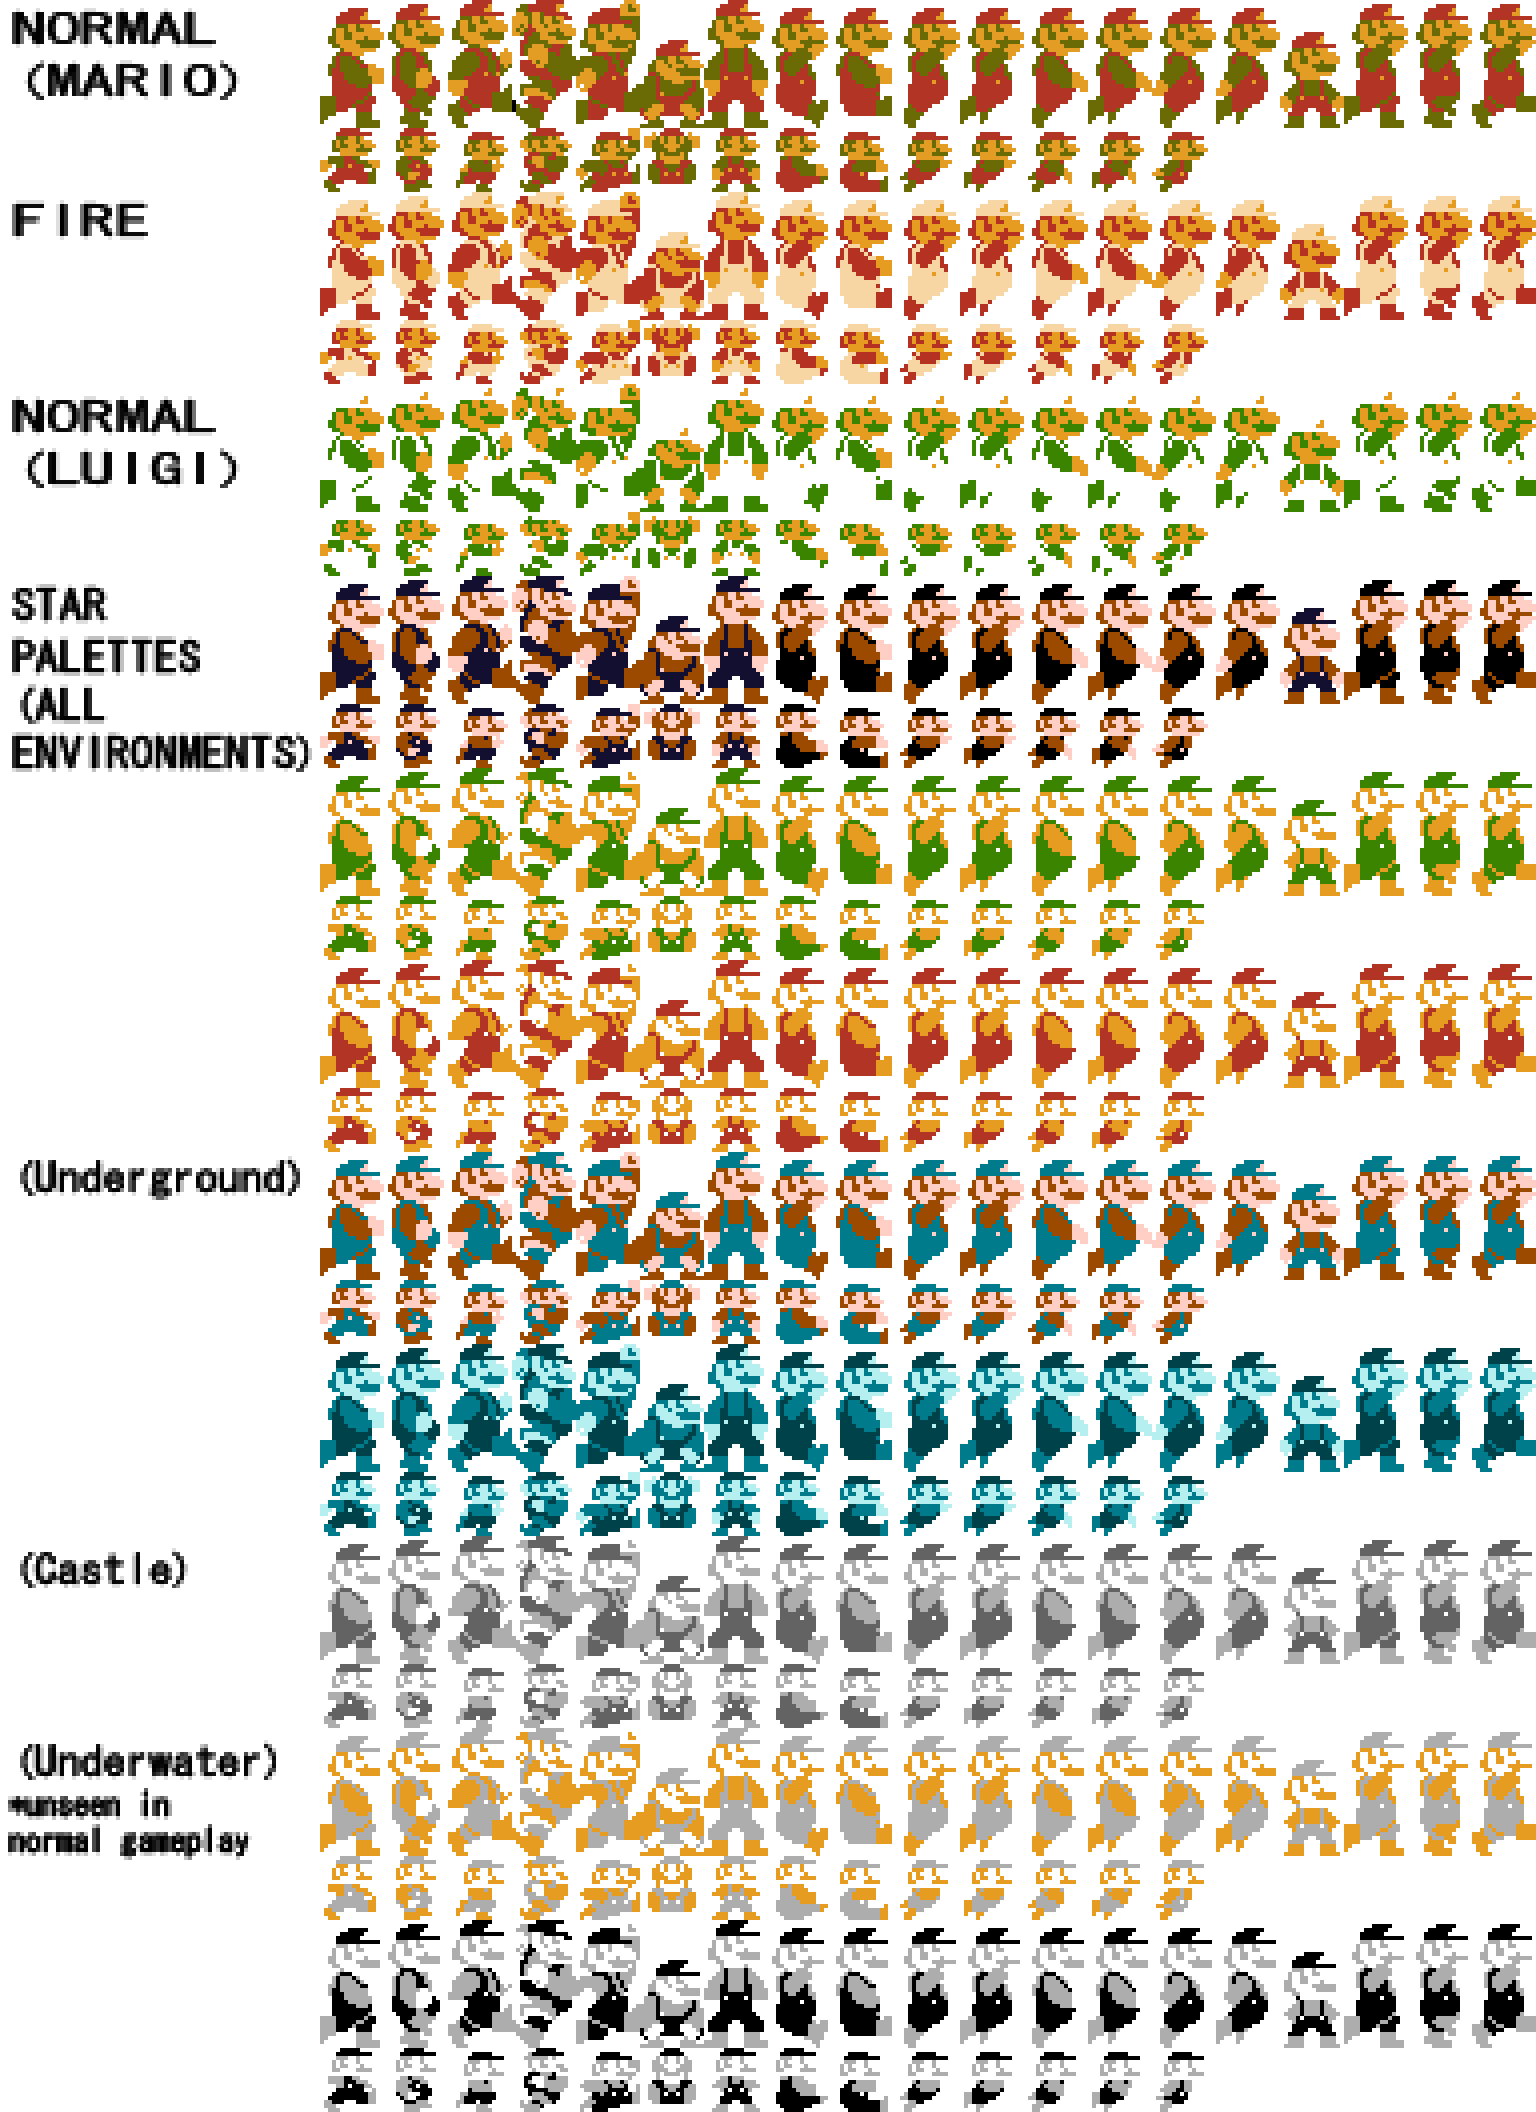 NORMAL
(MARIO)
FIRE
NORMAL
(LUIGI)
STAR
PALETTES
(ALL
ENVIRONMENTS)
(Underground)
(Castle)
(Underwater)
*unseen in
normal gameplay